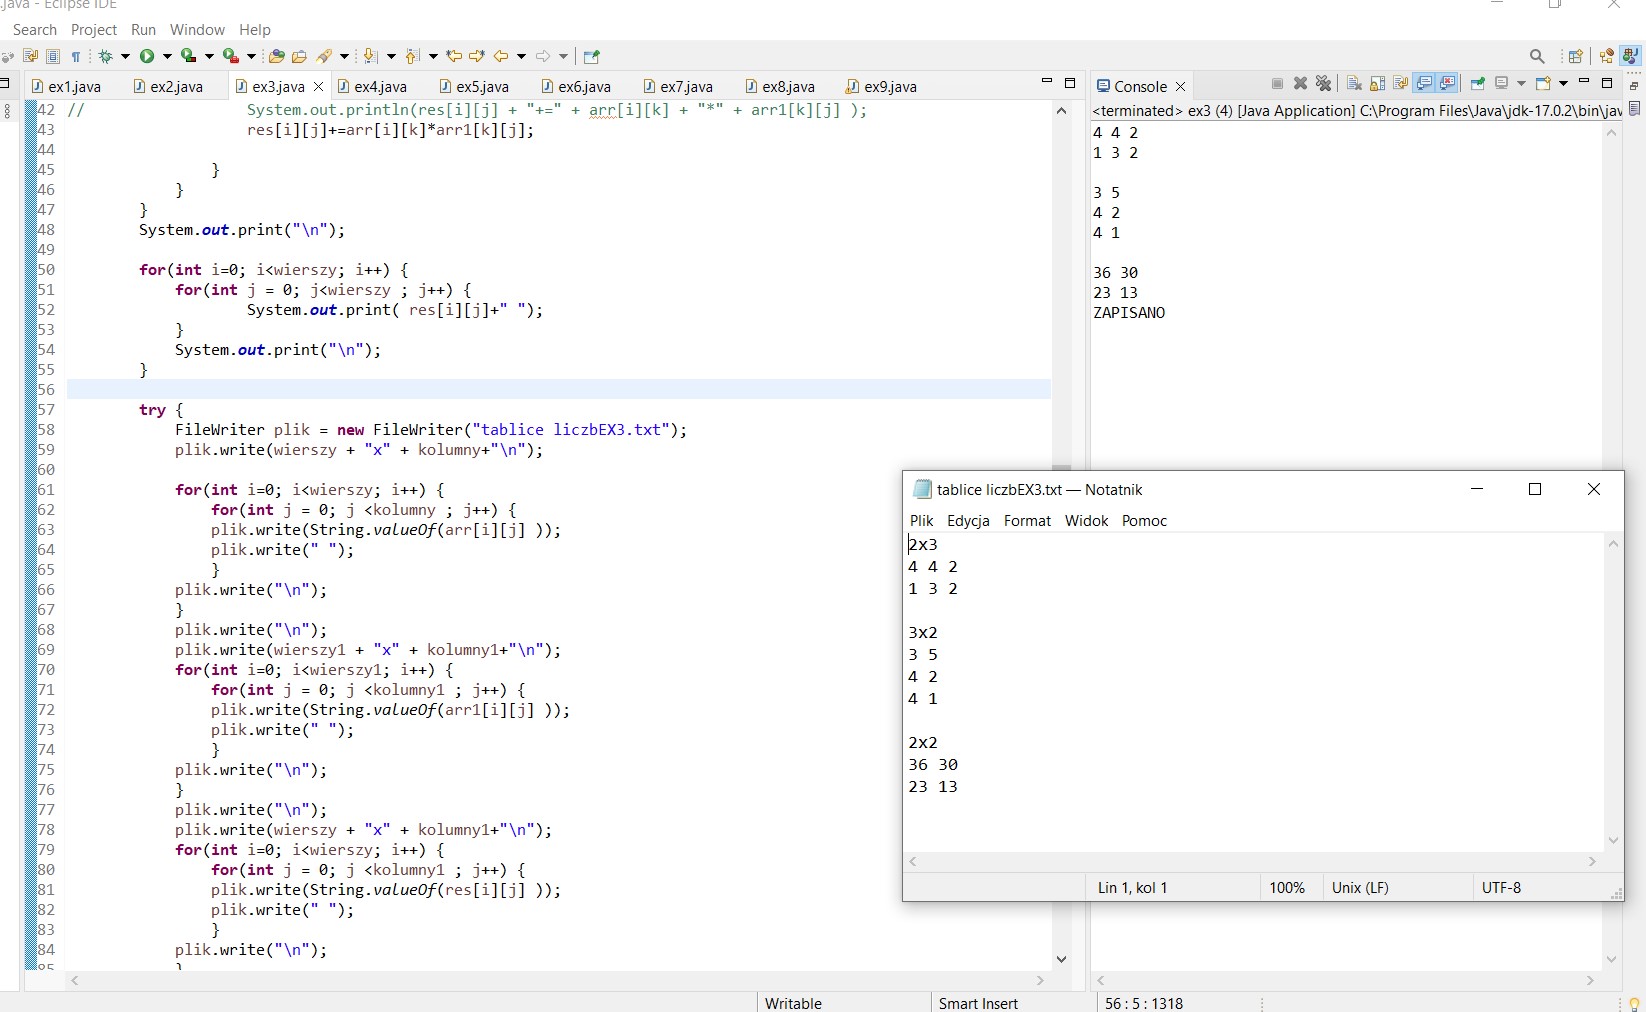 .java - Eclipse IDE
Search Project Run Window Help
ex1.java ex2.java ex3.java ex4.java ex5.java ex6.java ex7.java ex8.java ex9.java
42 // System.out.println(res[i][j] + "+=" + arr[i][k] + "*" + arr1[k][j] );
43 res[i][j]+=arr[i][k]*arr1[k][j];
44
45 }
46 }
47 }
48 System.out.print("\n");
49
50 for(int i=0; i<wierszy; i++) {
51 for(int j = 0; j<wierszy ; j++) {
52 System.out.print( res[i][j]+" ");
53 }
54 System.out.print("\n");
55 }
56
57 try {
58 FileWriter plik = new FileWriter("tablice liczbEX3.txt");
59 plik.write(wierszy + "x" + kolumny+"\n");
60
61 for(int i=0; i<wierszy; i++) {
62 for(int j = 0; j <kolumny ; j++) {
63 plik.write(String.valueOf(arr[i][j] ));
64 plik.write(" ");
65 }
66 plik.write("\n");
67 }
68 plik.write("\n");
69 plik.write(wierszy1 + "x" + kolumny1+"\n");
70 for(int i=0; i<wierszy1; i++) {
71 for(int j = 0; j <kolumny1 ; j++) {
72 plik.write(String.valueOf(arr1[i][j] ));
73 plik.write(" ");
74 }
75 plik.write("\n");
76 }
77 plik.write("\n");
78 plik.write(wierszy + "x" + kolumny1+"\n");
79 for(int i=0; i<wierszy; i++) {
80 for(int j = 0; j <kolumny1 ; j++) {
81 plik.write(String.valueOf(res[i][j] ));
82 plik.write(" ");
83 }
84 plik.write("\n");
85 }
Console
<terminated> ex3 (4) [Java Application] C:\Program Files\Java\jdk-17.0.2\bin\jav
4 4 2
1 3 2
3 5
4 2
4 1
36 30
23 13
ZAPISANO
tablice liczbEX3.txt — Notatnik
Plik Edycja Format Widok Pomoc
2x3
4 4 2
1 3 2
3x2
3 5
4 2
4 1
2x2
36 30
23 13
Lin 1, kol 1 100% Unix (LF) UTF-8
Writable Smart Insert 56 : 5 : 1318